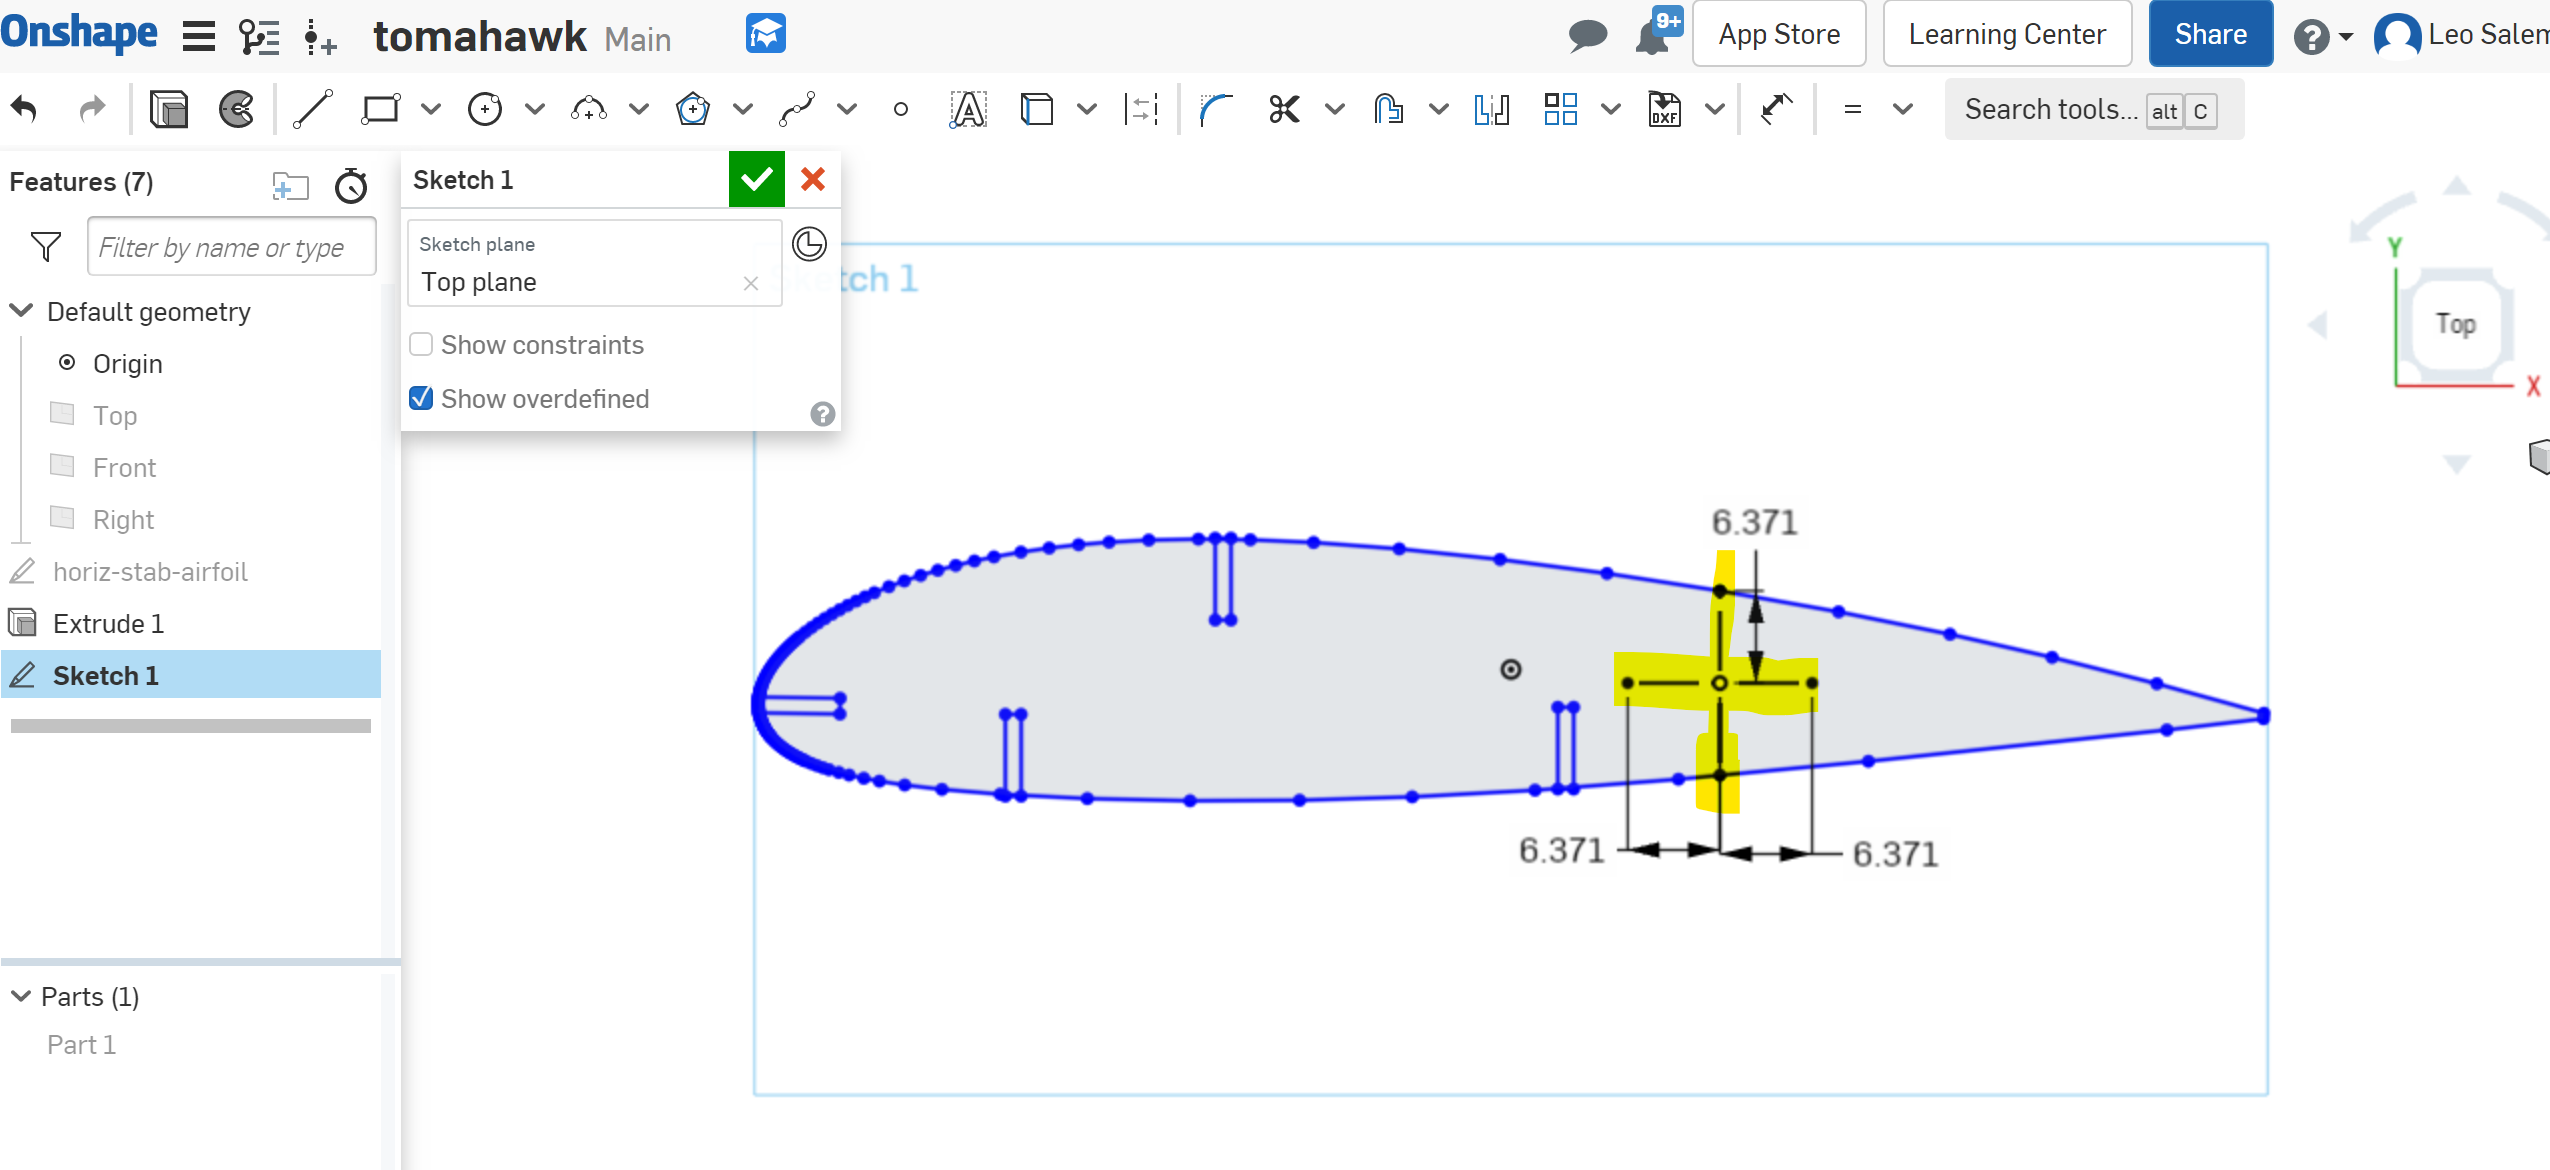 Onshape tomahawk Main 9+ App Store Learning Center Share ? Leo Salem
A DXF = Search tools... alt C
Features (7)
Filter by name or type
Default geometry
Origin
Top
Front
Right
horiz-stab-airfoil
Extrude 1
Sketch 1
Parts (1)
Part 1
Sketch 1
Sketch plane
Top plane
Show constraints
Show overdefined
?
tch 1
Y
Top
X
6.371
6.371
6.371